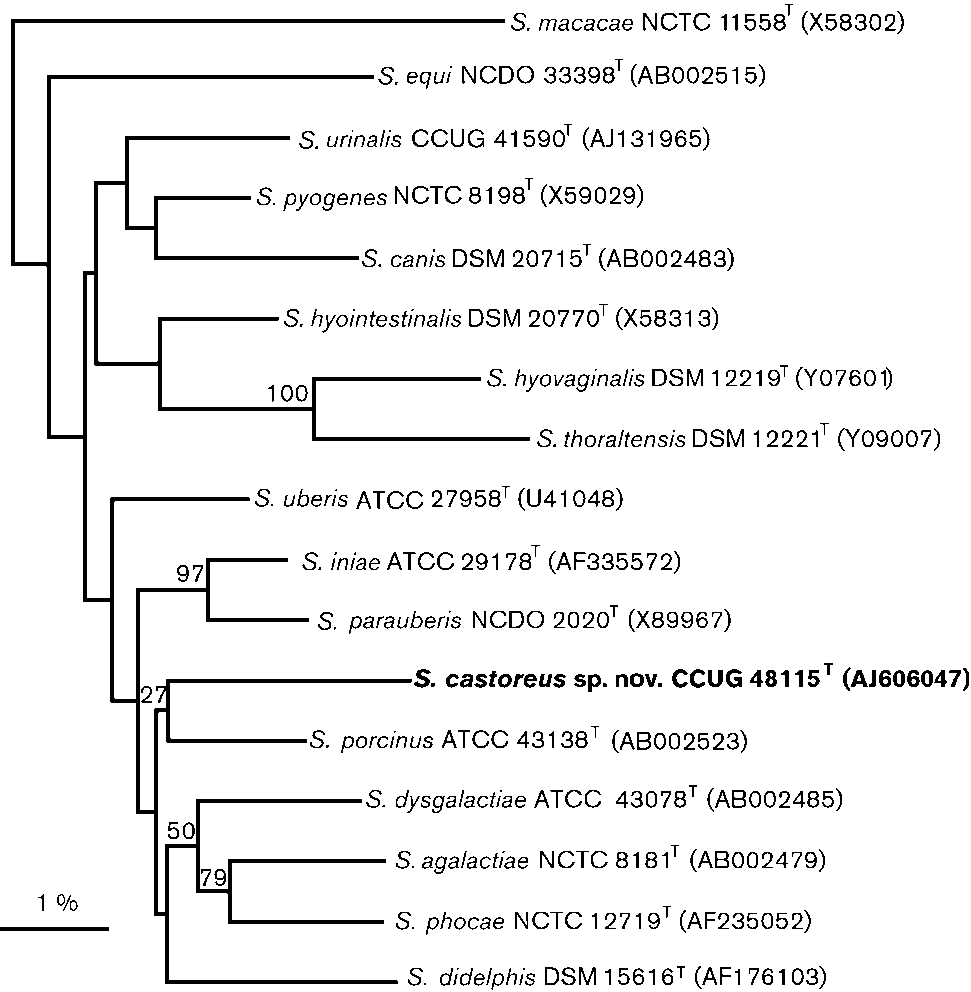 S. macacae NCTC 11558T (X58302)
S. equi NCDO 33398T (AB002515)
S. urinalis CCUG 41590T (AJ131965)
S. pyogenes NCTC 8198T (X59029)
S. canis DSM 20715T (AB002483)
S. hyointestinalis DSM 20770T (X58313)
S. hyovaginalis DSM 12219T (Y07601)
100
S. thoraltensis DSM 12221T (Y09007)
S. uberis ATCC 27958T (U41048)
S. iniae ATCC 29178T (AF335572)
97
S. parauberis NCDO 2020T (X89967)
S. castoreus sp. nov. CCUG 48115T (AJ606047)
27
S. porcinus ATCC 43138T (AB002523)
S. dysgalactiae ATCC 43078T (AB002485)
50
S. agalactiae NCTC 8181T (AB002479)
79
1 %
S. phocae NCTC 12719T (AF235052)
S. didelphis DSM 15616T (AF176103)